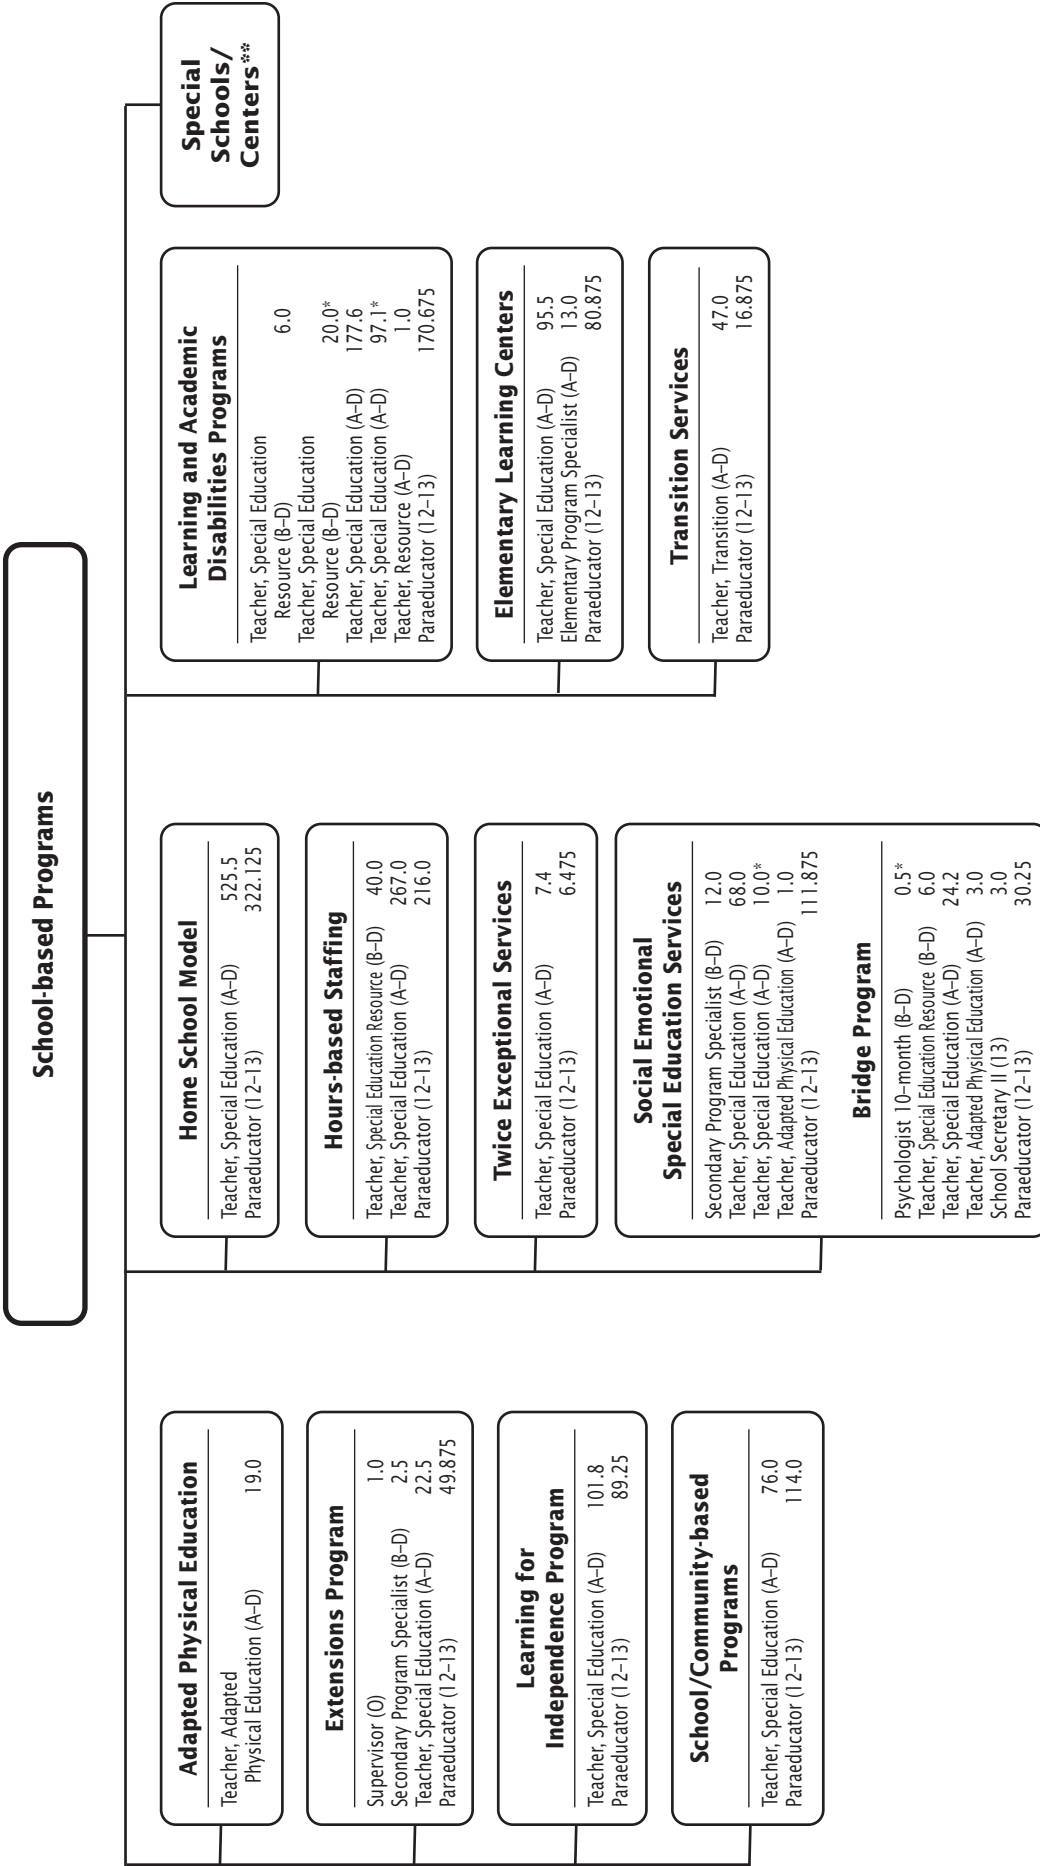 School-based Programs
Adapted Physical Education
Teacher, Adapted
Physical Education (A–D) 19.0
Extensions Program
Supervisor (O) 1.0
Secondary Program Specialist (B–D) 2.5
Teacher, Special Education (A–D) 22.5
Paraeducator (12–13) 49.875
Learning for
Independence Program
Teacher, Special Education (A–D) 101.8
Paraeducator (12–13) 89.25
School/Community-based
Programs
Teacher, Special Education (A–D) 76.0
Paraeducator (12–13) 114.0
Home School Model
Teacher, Special Education (A–D) 525.5
Paraeducator (12–13) 322.125
Hours-based Staffing
Teacher, Special Education Resource (B–D) 40.0
Teacher, Special Education (A–D) 267.0
Paraeducator (12–13) 216.0
Twice Exceptional Services
Teacher, Special Education (A–D) 7.4
Paraeducator (12–13) 6.475
Social Emotional
Special Education Services
Secondary Program Specialist (B–D) 12.0
Teacher, Special Education (A–D) 68.0
Teacher, Special Education (A–D) 10.0*
Teacher, Adapted Physical Education (A–D) 1.0
Paraeducator (12–13) 111.875
Bridge Program
Psychologist 10–month (B–D) 0.5*
Teacher, Special Education Resource (B–D) 6.0
Teacher, Special Education (A–D) 24.2
Teacher, Adapted Physical Education (A–D) 3.0
School Secretary II (13) 3.0
Paraeducator (12–13) 30.25
Learning and Academic
Disabilities Programs
Teacher, Special Education
Resource (B–D) 6.0
Teacher, Special Education
Resource (B–D) 20.0*
Teacher, Special Education (A–D) 177.6
Teacher, Special Education (A–D) 97.1*
Teacher, Resource (A–D) 1.0
Paraeducator (12–13) 170.675
Elementary Learning Centers
Teacher, Special Education (A–D) 95.5
Elementary Program Specialist (A–D) 13.0
Paraeducator (12–13) 80.875
Transition Services
Teacher, Transition (A–D) 47.0
Paraeducator (12–13) 16.875
Special
Schools/
Centers**